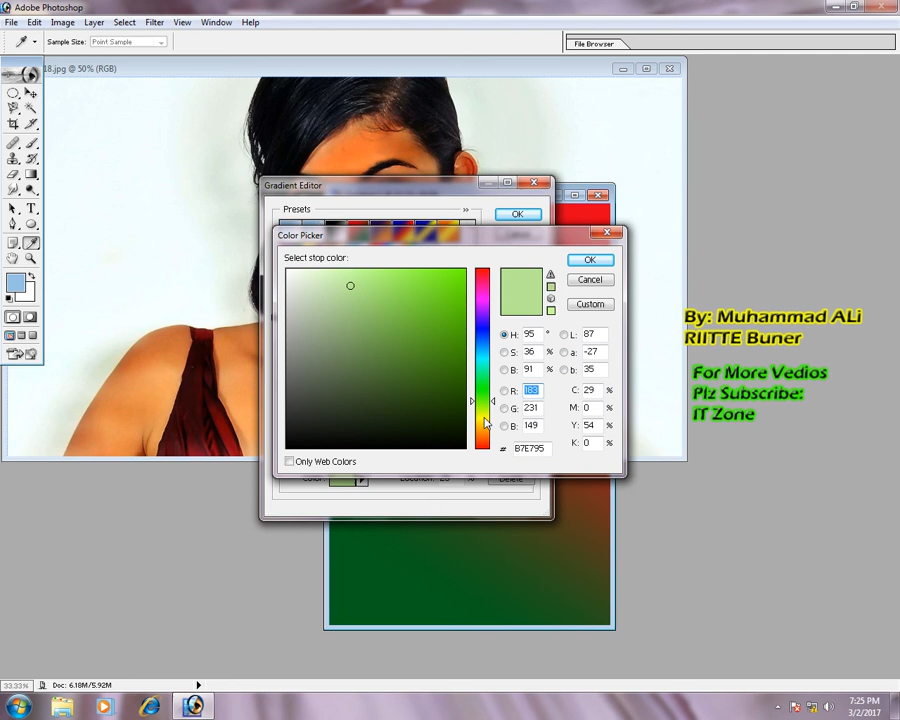 Adobe Photoshop
File Edit Image Layer Select Filter View Window Help
Sample Size: Point Sample
File Browser
18.jpg @ 50% (RGB)
Gradient Editor
Presets
OK
Color Picker
Select stop color:
OK
Cancel
Custom
H: 95 ° L: 87
S: 36 % a: -27
B: 91 % b: 35
R: 183 C: 29 %
G: 231 M: 0 %
B: 149 Y: 54 %
K: 0 %
# B7E795
Only Web Colors
By: Muhammad ALi
RIITTE Buner
For More Vedios
Plz Subscribe:
IT Zone
33.33% Doc: 6.18M/5.92M
7:25 PM
3/2/2017